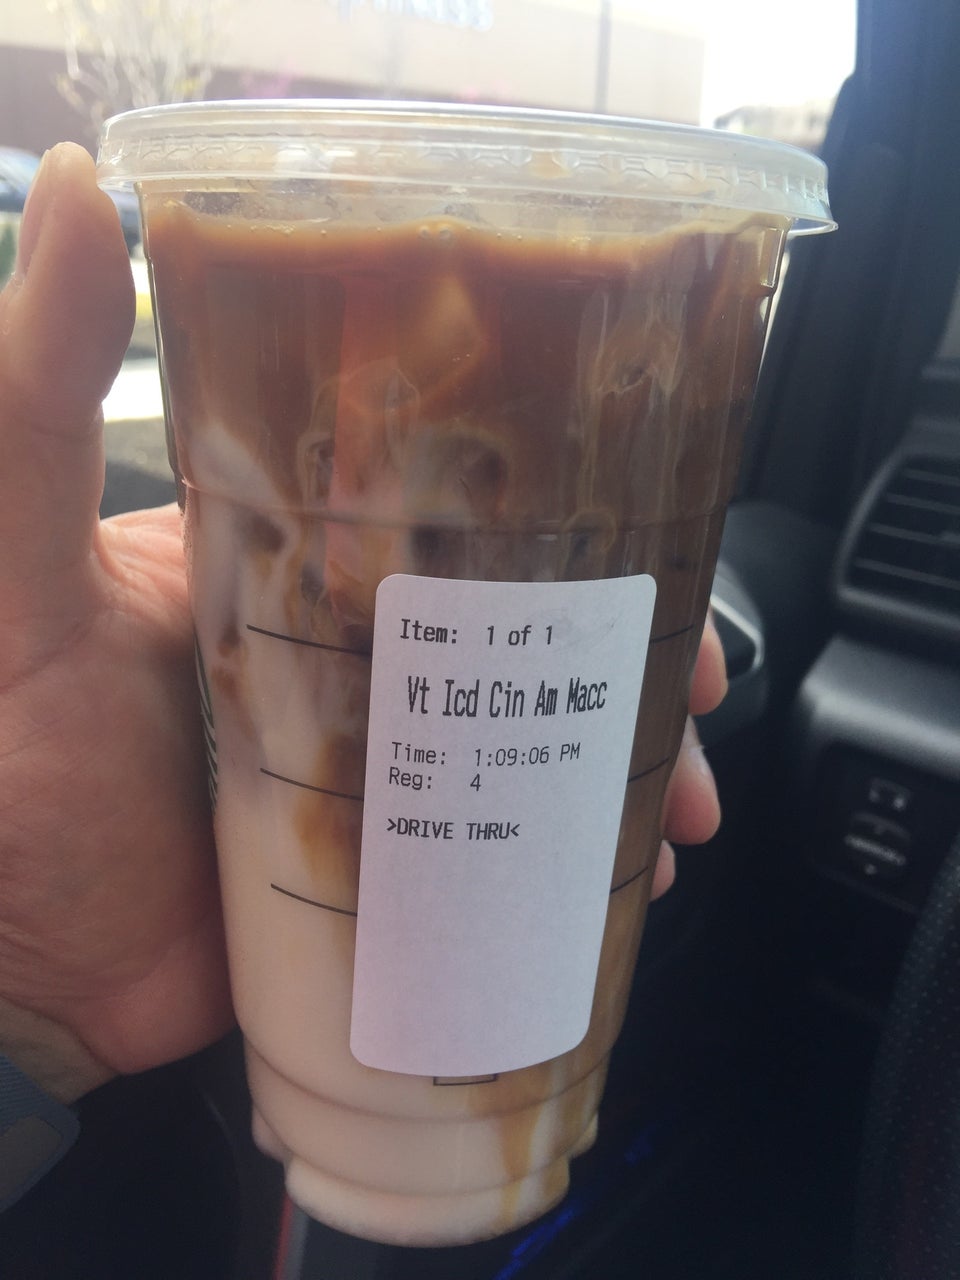 Item: 1 of 1
Vt Icd Cin Am Macc
Time: 1:09:06 PM
Reg: 4
>DRIVE THRU<